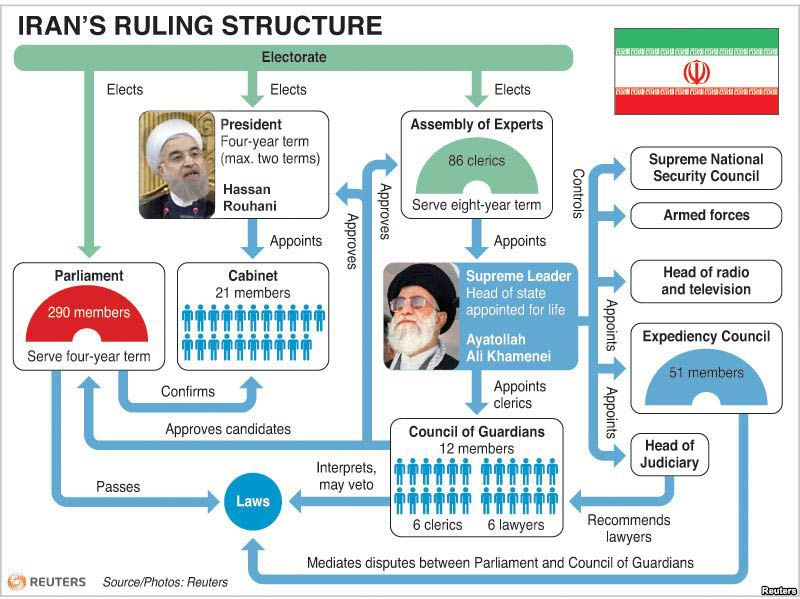 IRAN'S RULING STRUCTURE
Electorate
Elects
Elects
Elects
President
Four-year term
(max. two terms)
Hassan
Rouhani
Assembly of Experts
86 clerics
Serve eight-year term
Supreme National
Security Council
Armed forces
Controls
Approves
Approves
Appoints
Appoints
Parliament
290 members
Serve four-year term
Cabinet
21 members
Supreme Leader
Head of state
appointed for life
Ayatollah
Ali Khamenei
Head of radio
and television
Appoints
Expediency Council
51 members
Confirms
Appoints
clerics
Appoints
Approves candidates
Council of Guardians
12 members
6 clerics
6 lawyers
Head of
Judiciary
Interprets,
may veto
Passes
Laws
Recommends
lawyers
Mediates disputes between Parliament and Council of Guardians
REUTERS
Source/Photos: Reuters
Reuters